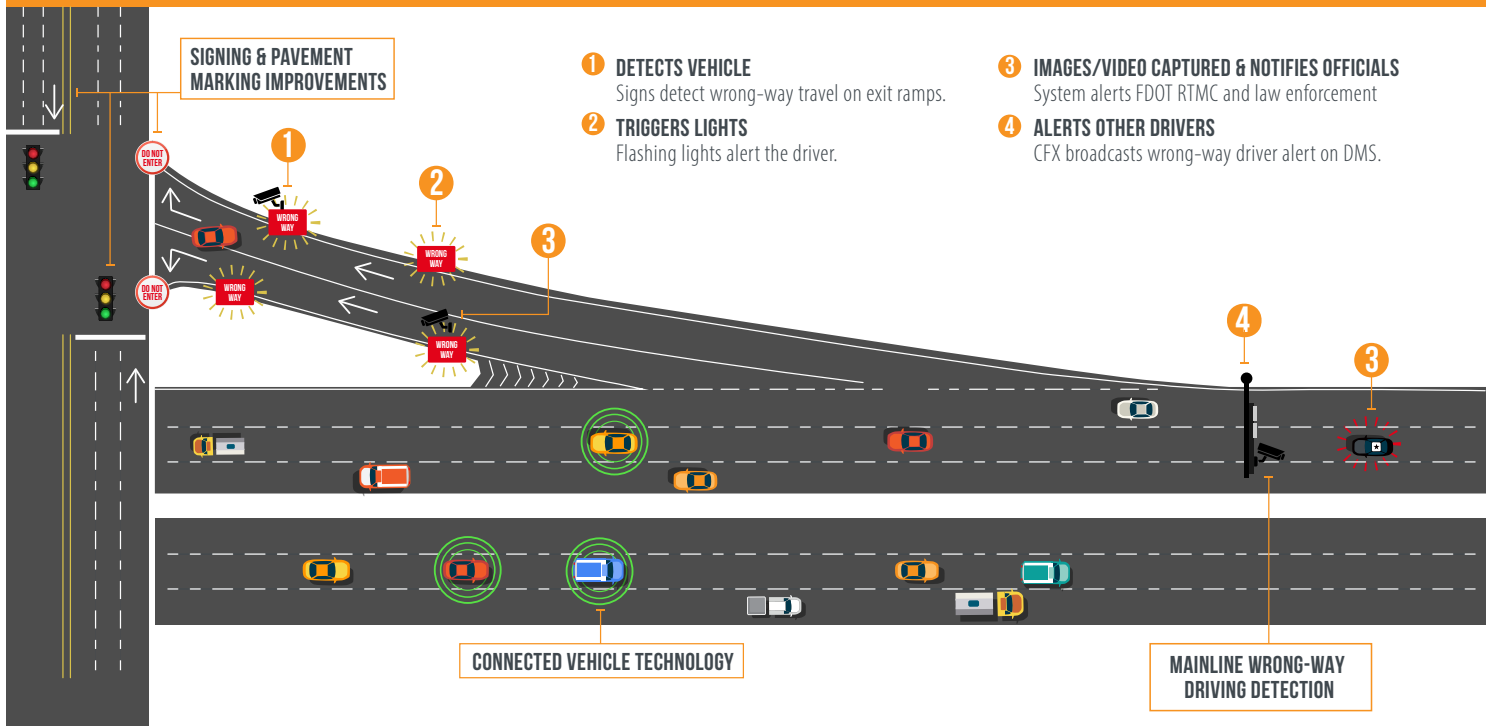 SIGNING & PAVEMENT
MARKING IMPROVEMENTS
1 DETECTS VEHICLE
Signs detect wrong-way travel on exit ramps.
2 TRIGGERS LIGHTS
Flashing lights alert the driver.
3 IMAGES/VIDEO CAPTURED & NOTIFIES OFFICIALS
System alerts FDOT RTMC and law enforcement
4 ALERTS OTHER DRIVERS
CFX broadcasts wrong-way driver alert on DMS.
DO NOT
ENTER
1
WRONG
WAY
2
WRONG
WAY
3
DO NOT
ENTER
WRONG
WAY
WRONG
WAY
4
3
CONNECTED VEHICLE TECHNOLOGY
MAINLINE WRONG-WAY
DRIVING DETECTION